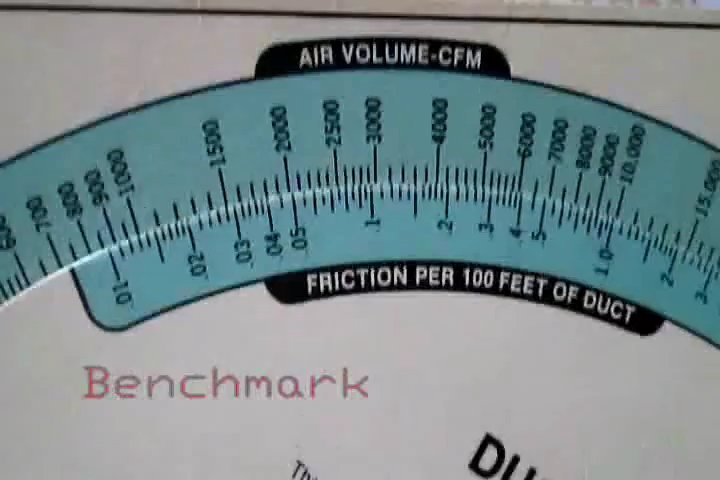 AIR VOLUME-CFM
600 700 800 900 1000 1500 2000 2500 3000 4000 5000 6000 7000 8000 9000 10,000 15,000
.01 .02 .03 .04 .05 .1 .2 .3 .4 .5 1.0 2. 3.
FRICTION PER 100 FEET OF DUCT
Benchmark